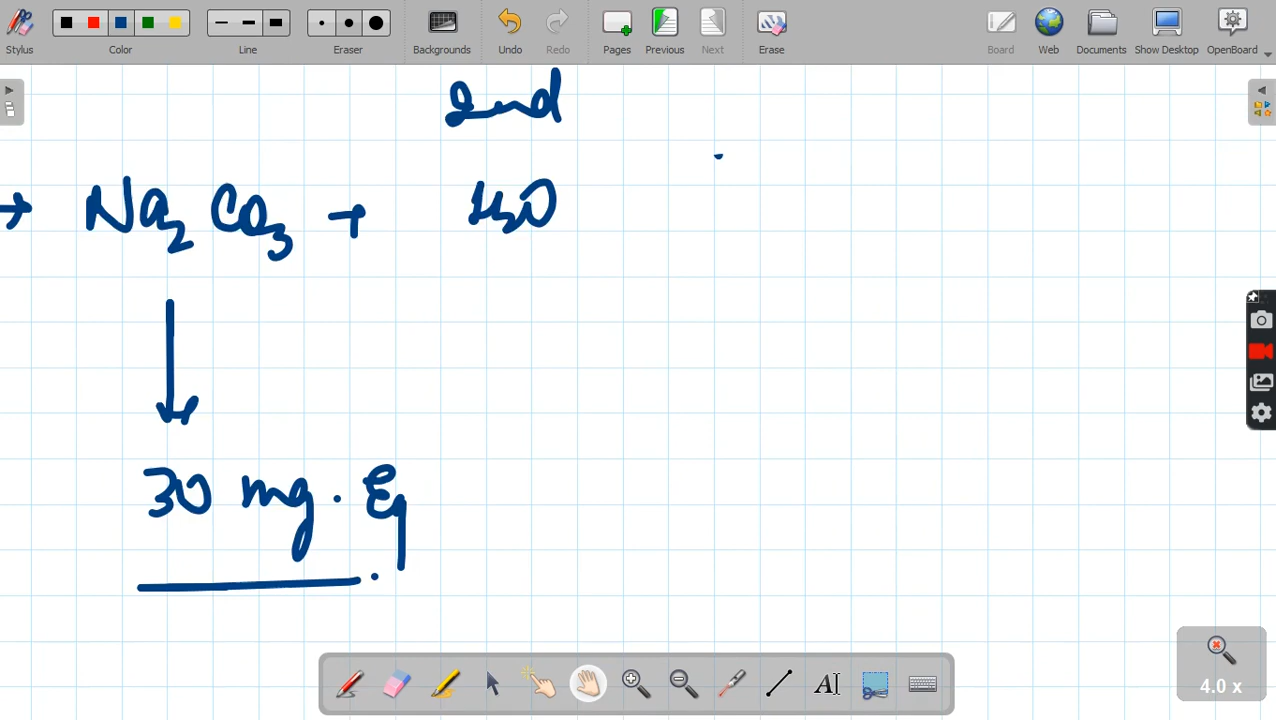 Stylus Color Line Eraser Backgrounds Undo Redo Pages Previous Next Erase Board Web Documents Show Desktop OpenBoard
2nd
→ Na2CO3 + H2O
↓
30 mg. Eq.
AI
4.0 x